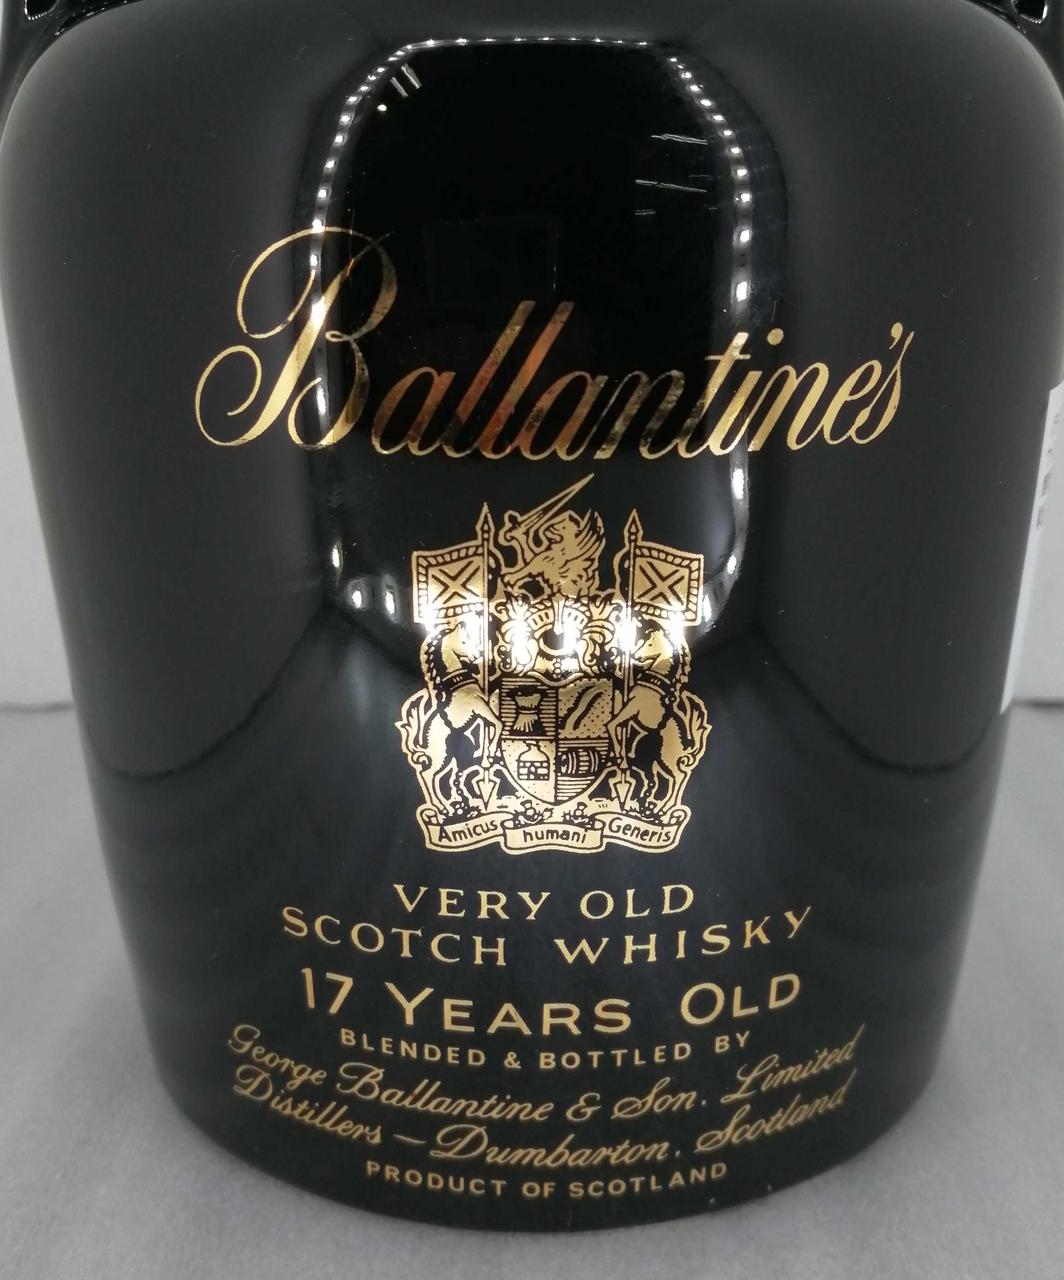 Ballantine's
Amicus humani Generis
VERY OLD
SCOTCH WHISKY
17 YEARS OLD
BLENDED & BOTTLED BY
George Ballantine & Son. Limited
Distillers — Dumbarton. Scotland
PRODUCT OF SCOTLAND